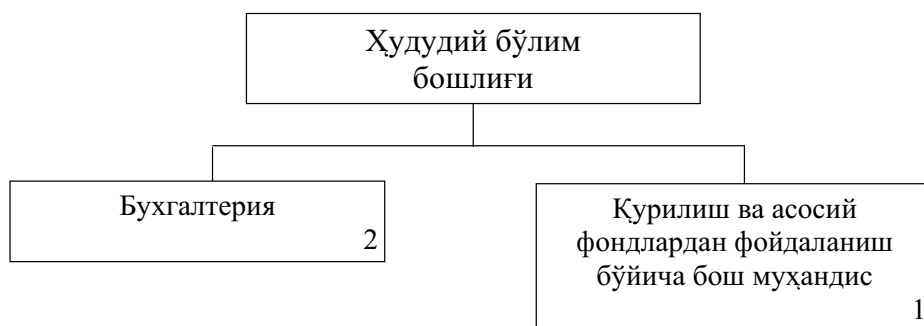 Ҳудудий бўлим
бошлиғи
Бухгалтерия
2
Қурилиш ва асосий
фондлардан фойдаланиш
бўйича бош муҳандис
1